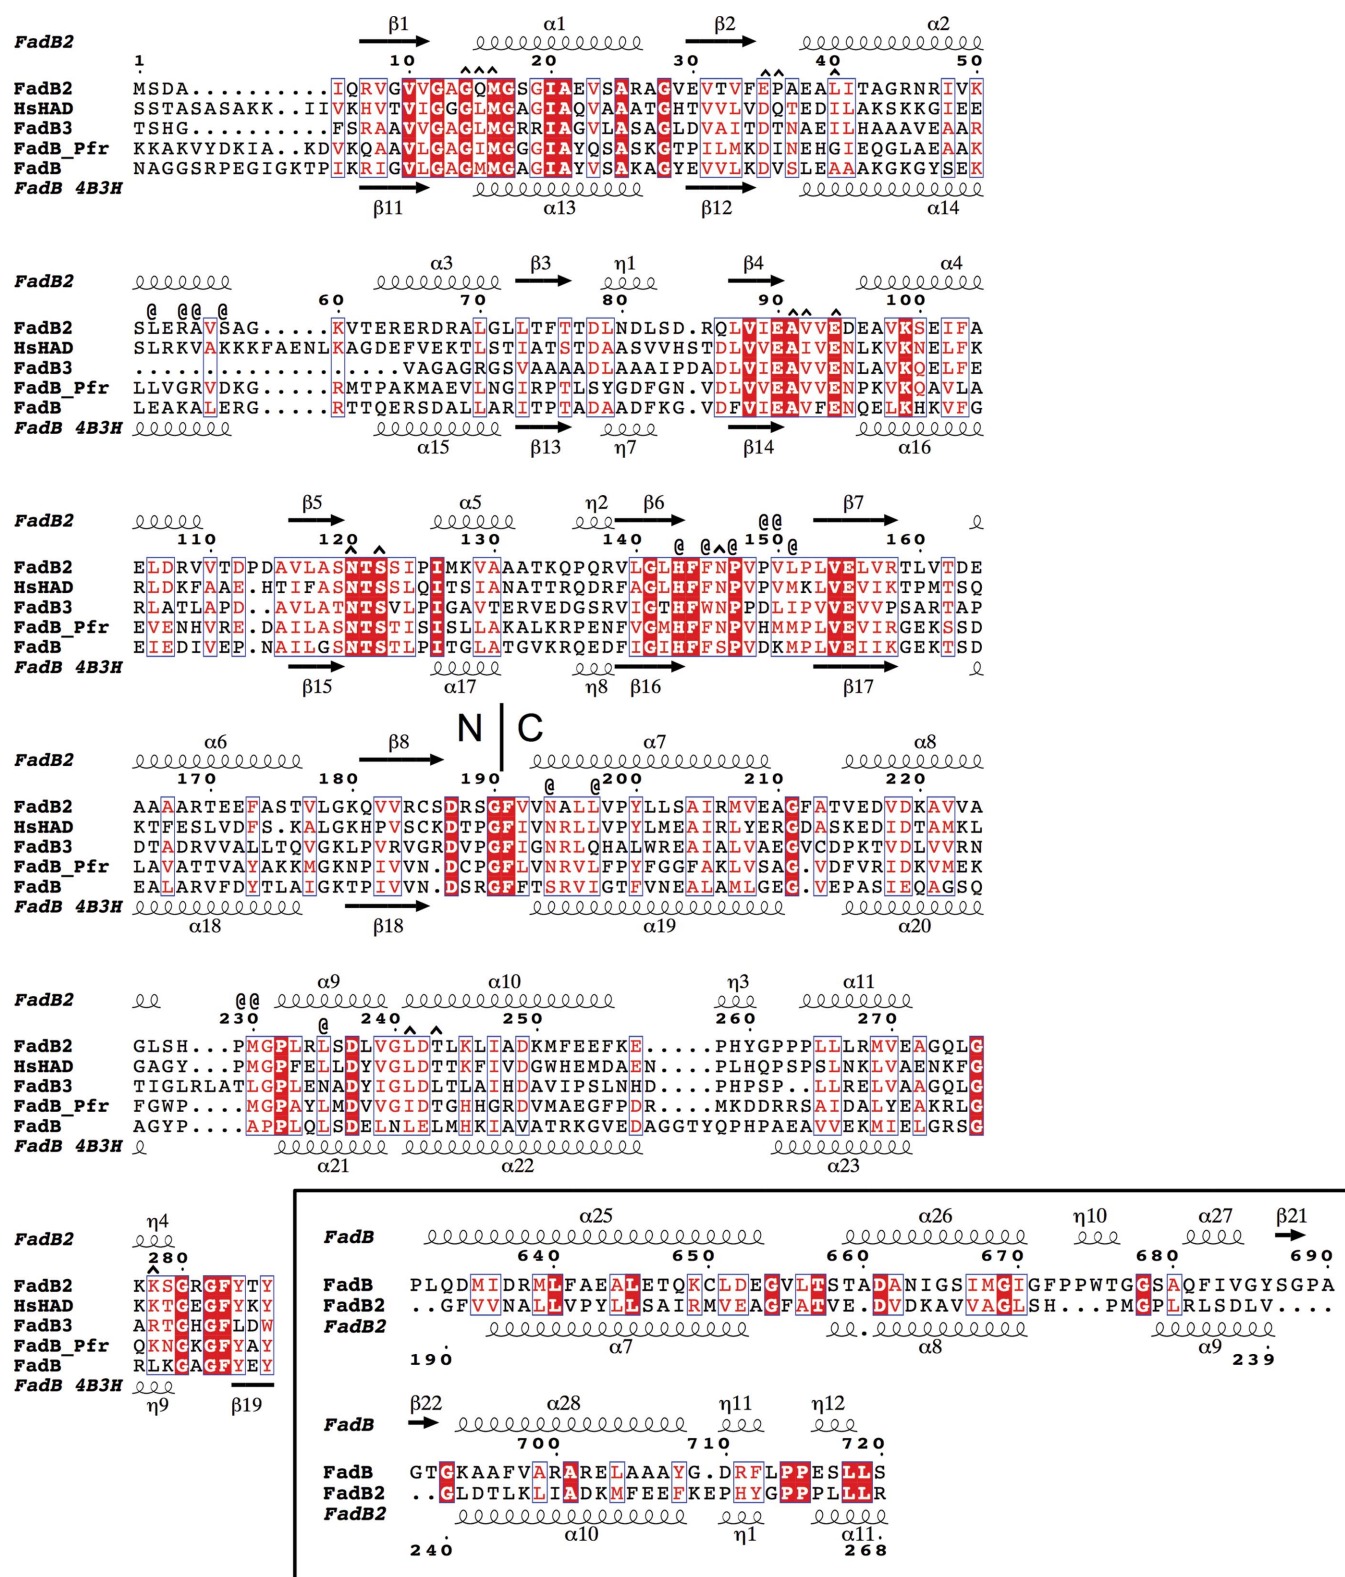 β1 α1 β2 α2
FadB2
1 10 20 30 40 50
^^^ ^^ ^
FadB2 MSDA..........IQRVGVVGAGQMGSGIAEVSARAGVEVTVFEPAEALITAGRNRIVK
HsHAD SSTASASAKK.IIVKHVTVIGGGLMGAGIAQVAAATGHTVVLVDQTEDILAKSKKGIEE
FadB3 TSHG..........FSRAAVVGAGLMGRRIAGVLASAGLDVAITDTNAEILHAAAVEAAR
FadB_Pfr KKAKVYDKIA..KDVKQAAVLGAGIMGGGIAYQSASKGTPILMKDINEHGIEQGLAEAAK
FadB NAGGSRPEGIGKTPIKRIGVLGAGMMGAGIAYVSAKAGYEVVLKDVSLEAAAKGKGYSEK
FadB 4B3H
β11 α13 β12 α14
α3 β3 η1 β4 α4
FadB2
60 70 80 90 100
@ @@ @ ^^ ^
FadB2 SLERAVSAG.....KVTERERDRALGLLTFTTDLNDLSD.RQLVIEAVVEDEAVKSEIFA
HsHAD SLRKVAKKKFAENLKAGDEFVEKTLSTIATSTDAASVVHSTDLVVEAIVENLKVKNELFK
FadB3 ...................VAGAGRGSVAAAADLAAAIPDADLVVEAVVENLAVKQELFE
FadB_Pfr LLVGRVDKG.....RMTPAKMAEVLNGIRPTLSYGDFGN.VDLVVEAVVENPKVKQAVLA
FadB LEAKALERG.....RTTQERSDALLARITPTADAADFKG.VDFVIEAVFENQELKHKVFG
FadB 4B3H
α15 β13 η7 β14 α16
β5 α5 η2 β6 β7
FadB2 @@
110 120 130 140 150 160
^ ^ @ @^@ @
FadB2 ELDRVVTDPDAVLASNTSSIPIMKVAAATKQPQRVLGLHFFNPVPVLPLVELVRTLVTDE
HsHAD RLDKFAAE.HTIFASNTSSLQITSIANATTRQDRFAGLHFFNPVPVMKLVEVIKTPMTSQ
FadB3 RLATLAPD..AVLATNTSVLPIGAVTERVEDGSRVIGTHFWNPPDLIPVVEVVPSARTAP
FadB_Pfr EVENHVRE.DAILASNTSTISISLLAKALKRPENFVGMHFFNPVHMMPLVEVIRGEKSSD
FadB EIEDIVEP.NAILGSNTSTLPITGLATGVKRQEDFIGIHFFSPVDKMPLVEIIKGEKTSD
FadB 4B3H
β15 α17 η8 β16 β17
N C
α6 β8 α7 α8
FadB2
170 180 190 200 210 220
@ @
FadB2 AAAARTEEFASTVLGKQVVRCSDRSGFVVNALLVPYLLSAIRMVEAGFATVEDVDKAVVA
HsHAD KTFESLVDFS.KALGKHPVSCKDTPGFIVNRLLVPYLMEAIRLYERGDASKEDIDTAMKL
FadB3 DTADRVVALLTQVGKLPVRVGRDVPGFIGNRLQHALWREAIALVAEGVCDPKTVDLVVRN
FadB_Pfr LAVATTVAYAKKMGKNPIVVN.DCPGFLVNRVLFPYFGGFAKLVSAG.VDFVRIDKVMEK
FadB EALARVFDYTLAIGKTPIVVN.DSRGFFTSRVIGTFVNEALAMLGEG.VEPASIEQAGSQ
FadB 4B3H
α18 β18 α19 α20
α9 α10 η3 α11
FadB2 @@
230 240 250 260 270
@ ^ ^
FadB2 GLSH...PMGPLRLSDLVGLDTLKLIADKMFEEFKE.....PHYGPPPLLLRMVEAGQLG
HsHAD GAGY...PMGPFELLDYVGLDTTKFIVDGWHEMDAEN....PLHQPSPSLNKLVAENKFG
FadB3 TIGLRLATLGPLENADYIGLDLTLAIHDAVIPSLNHD....PHPSP..LLRELVAAGQLG
FadB_Pfr FGWP....MGPAYLMDVVGIDTGHHGRDVMAEGFPDR....MKDDRRSAIDALYEAKRLG
FadB AGYP....APPLQLSDELNLELMHKIAVATRKGVEDAGGTYQPHPAEAVVEKMIELGRSG
FadB 4B3H
α21 α22 α23
η4
FadB2
280
^
FadB2 KKSGRGFYTY
HsHAD KKTGEGFYKY
FadB3 ARTGHGFLDW
FadB_Pfr QKNGKGFYAY
FadB RLKGAGFYEY
FadB 4B3H
η9 β19
α25 α26 η10 α27 β21
FadB
640 650 660 670 680 690
FadB PLQDMIDRMLFAEALETQKCLDEGVLTSTADANIGSIMGIGFPPWTGGSAQFIVGYSGPA
FadB2 ..GFVVNALLVPYLLSAIRMVEAGFATVE.DVDKAVVAGLSH...PMGPLRLSDLV....
FadB2
α7 . α8 α9
190 239
β22 α28 η11 η12
FadB
700 710 720
FadB GTGKAAFVARARELAAAYG.DRFLPPESLLS
FadB2 ..GLDTLKLIADKMFEEFKEPHYGPPPLLLR
FadB2
α10 η1 α11
240 268